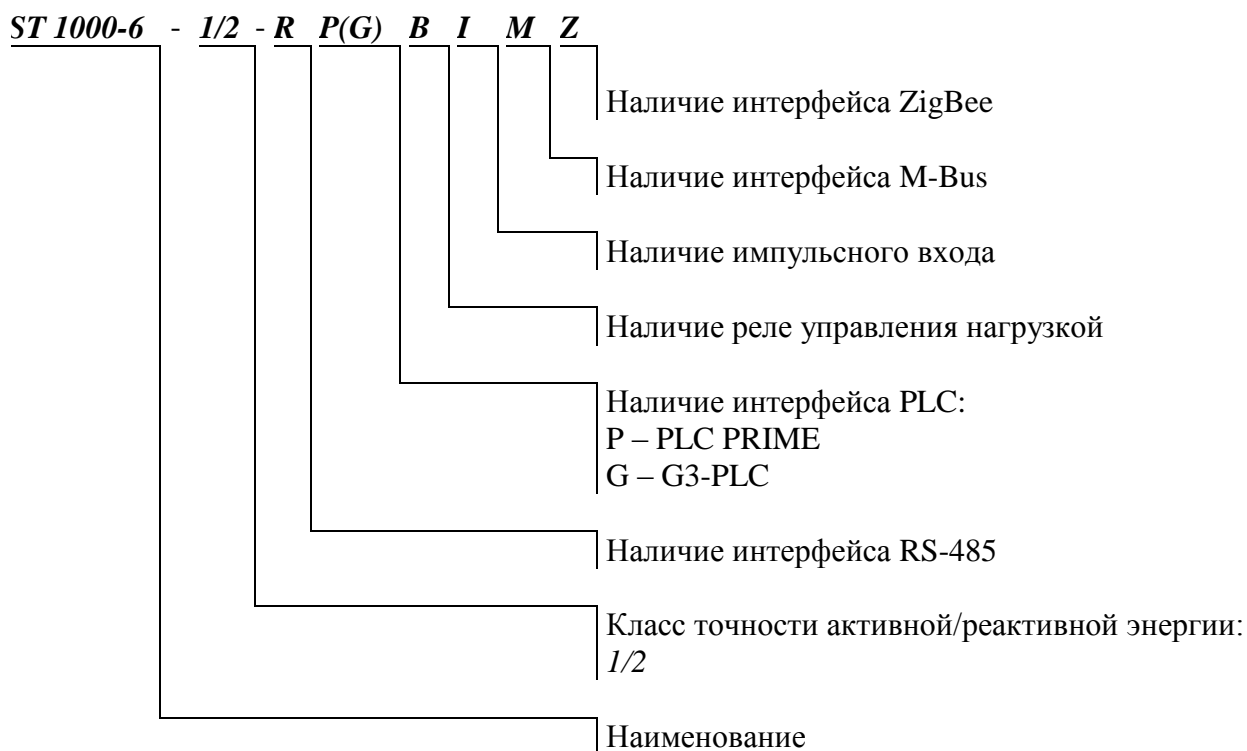 ST 1000-6 - 1/2 - R P(G) B I M Z
Наличие интерфейса ZigBee
Наличие интерфейса M-Bus
Наличие импульсного входа
Наличие реле управления нагрузкой
Наличие интерфейса PLC:
P – PLC PRIME
G – G3-PLC
Наличие интерфейса RS-485
Класс точности активной/реактивной энергии:
1/2
Наименование